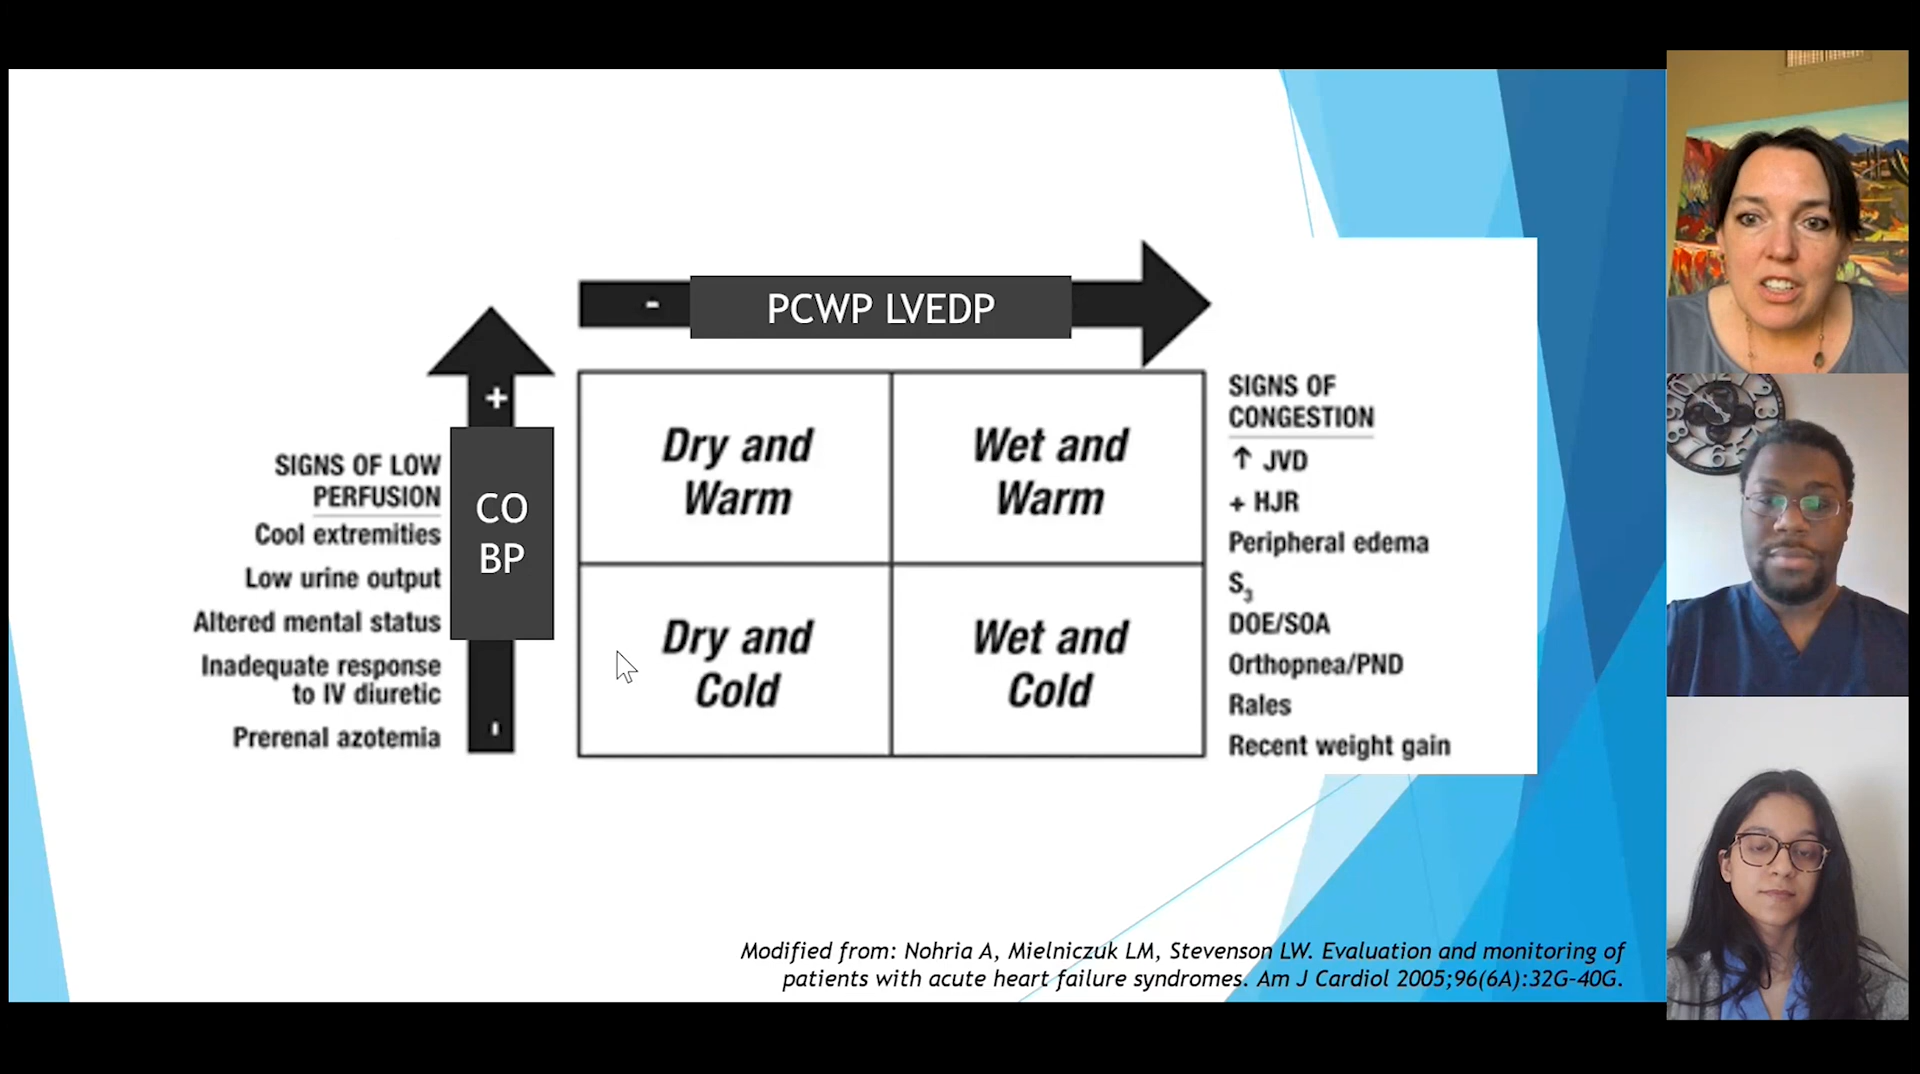 - PCWP LVEDP
+
CO
BP
-
SIGNS OF LOW
PERFUSION
Cool extremities
Low urine output
Altered mental status
Inadequate response
to IV diuretic
Prerenal azotemia
Dry and
Warm
Wet and
Warm
Dry and
Cold
Wet and
Cold
SIGNS OF
CONGESTION
↑ JVD
+ HJR
Peripheral edema
S₃
DOE/SOA
Orthopnea/PND
Rales
Recent weight gain
Modified from: Nohria A, Mielniczuk LM, Stevenson LW. Evaluation and monitoring of
patients with acute heart failure syndromes. Am J Cardiol 2005;96(6A):32G-40G.